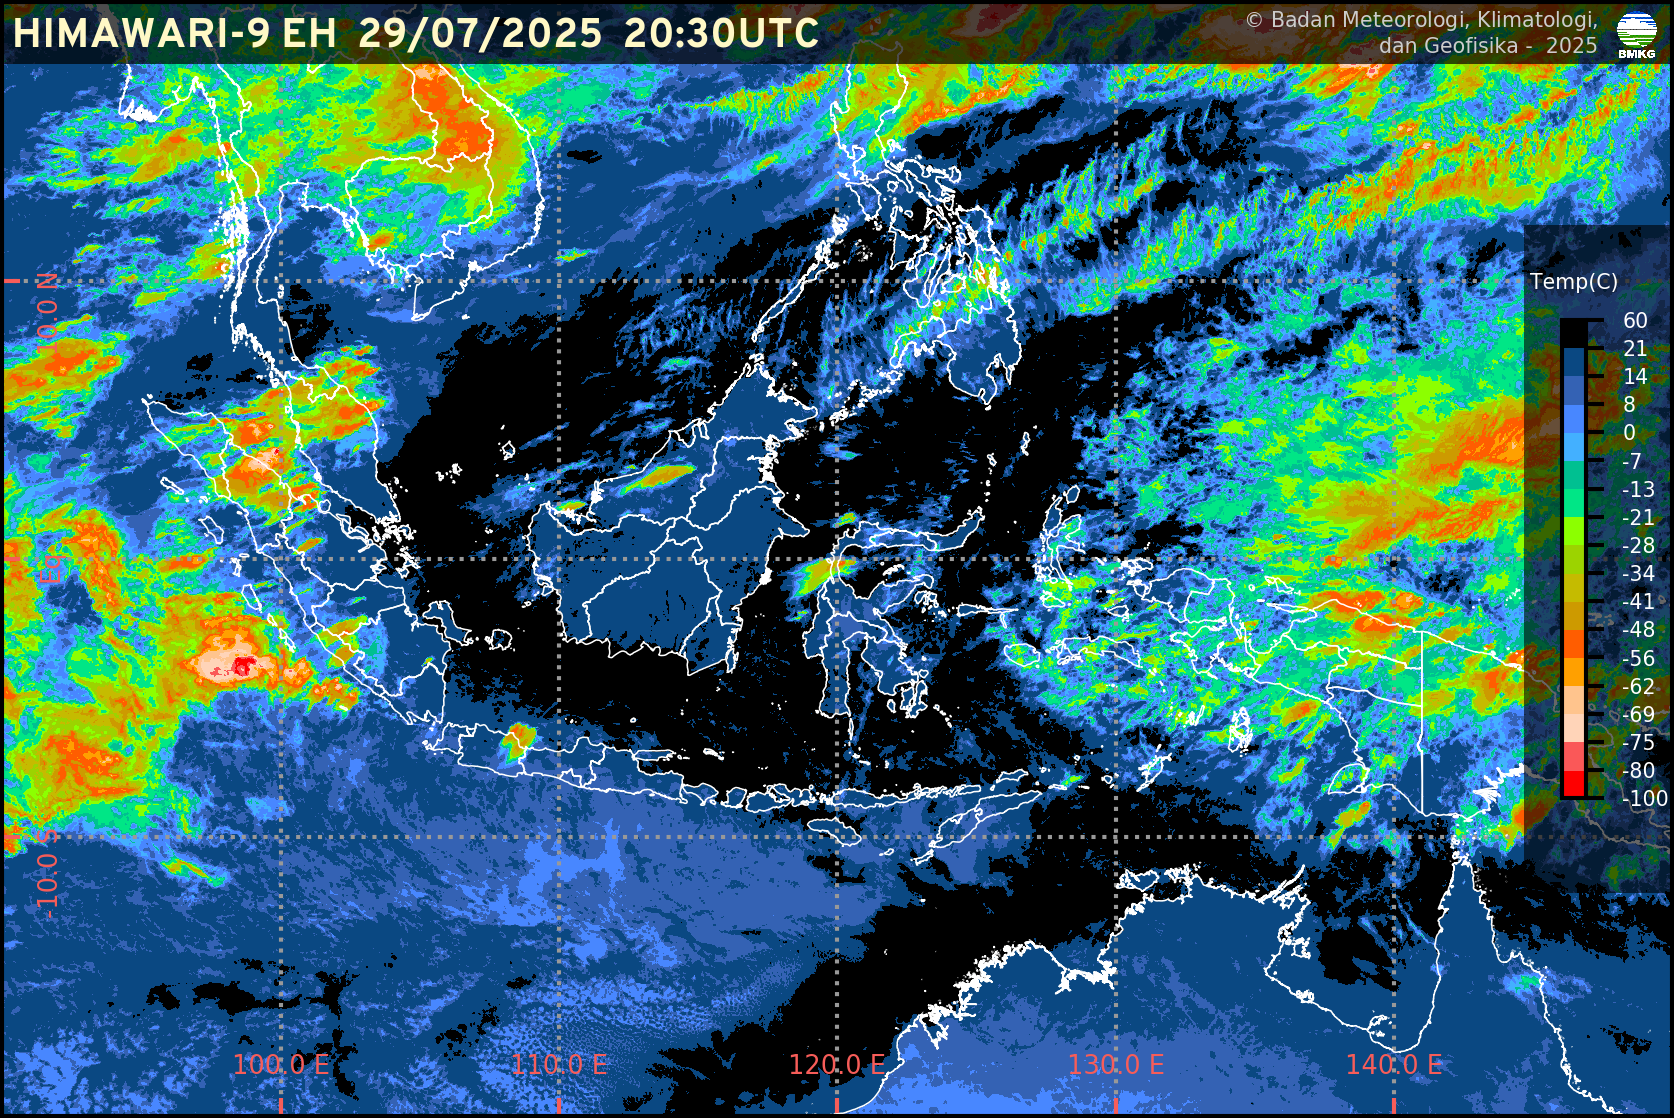 HIMAWARI-9 EH 29/07/2025 20:30UTC
© Badan Meteorologi, Klimatologi,
dan Geofisika - 2025
BMKG
Temp(C)
60
21
14
8
0
-7
-13
-21
-28
-34
-41
-48
-56
-62
-69
-75
-80
-100
0.0 N
Eq
-10.0 S
100.0 E
110.0 E
120.0 E
130.0 E
140.0 E